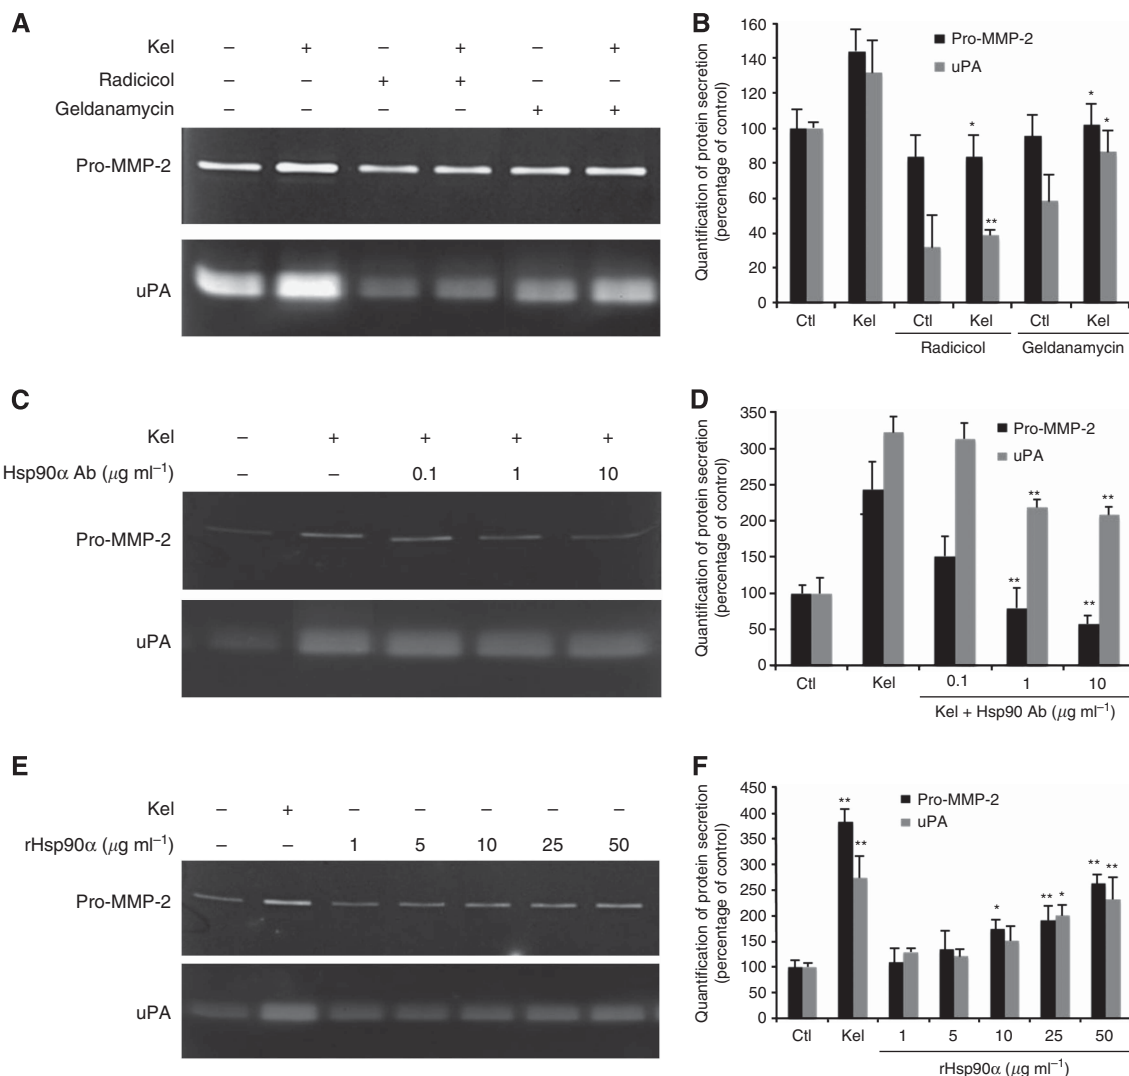 A
Kel – + – + – +
Radicicol – – + + – –
Geldanamycin – – – – + +
Pro-MMP-2
uPA
B
Quantification of protein secretion
(percentage of control)
160
140
120
100
80
60
40
20
0
Pro-MMP-2
uPA
*
**
*
*
Ctl Kel Ctl Kel Ctl Kel
Radicicol Geldanamycin
C
Kel – + + + +
Hsp90α Ab (μg ml–1) – – 0.1 1 10
Pro-MMP-2
uPA
D
Quantification of protein secretion
(percentage of control)
350
300
250
200
150
100
50
0
Pro-MMP-2
uPA
**
**
**
**
Ctl Kel 0.1 1 10
Kel + Hsp90 Ab (μg ml–1)
E
Kel – + – – – – –
rHsp90α (μg ml–1) – – 1 5 10 25 50
Pro-MMP-2
uPA
F
Quantification of protein secretion
(percentage of control)
450
400
350
300
250
200
150
100
50
0
Pro-MMP-2
uPA
**
**
*
**
*
**
**
Ctl Kel 1 5 10 25 50
rHsp90α (μg ml–1)